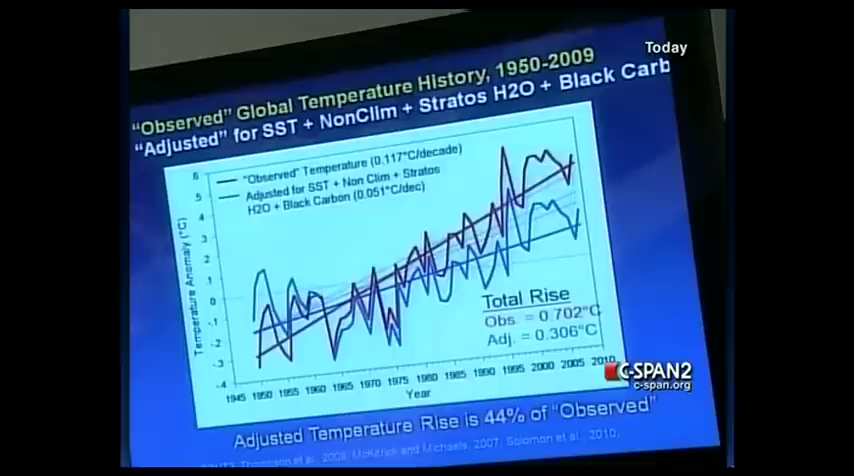 Today
"Observed" Global Temperature History, 1950-2009
"Adjusted" for SST + NonClim + Stratos H2O + Black Carb
"Observed" Temperature (0.117°C/decade)
Adjusted for SST + Non Clim + Stratos
H2O + Black Carbon (0.051°C/dec)
Temperature Anomaly (°C)
.6
.5
.4
.3
.2
.1
0
-.1
-.2
-.3
-.4
1945 1950 1955 1960 1965 1970 1975 1980 1985 1990 1995 2000 2005 2010
Year
Total Rise
Obs. = 0.702°C
Adj. = 0.306°C
C-SPAN2
c-span.org
Adjusted Temperature Rise is 44% of "Observed"
Thompson et al., 2008, McKitrick and Michaels, 2007, Solomon et al., 2010,